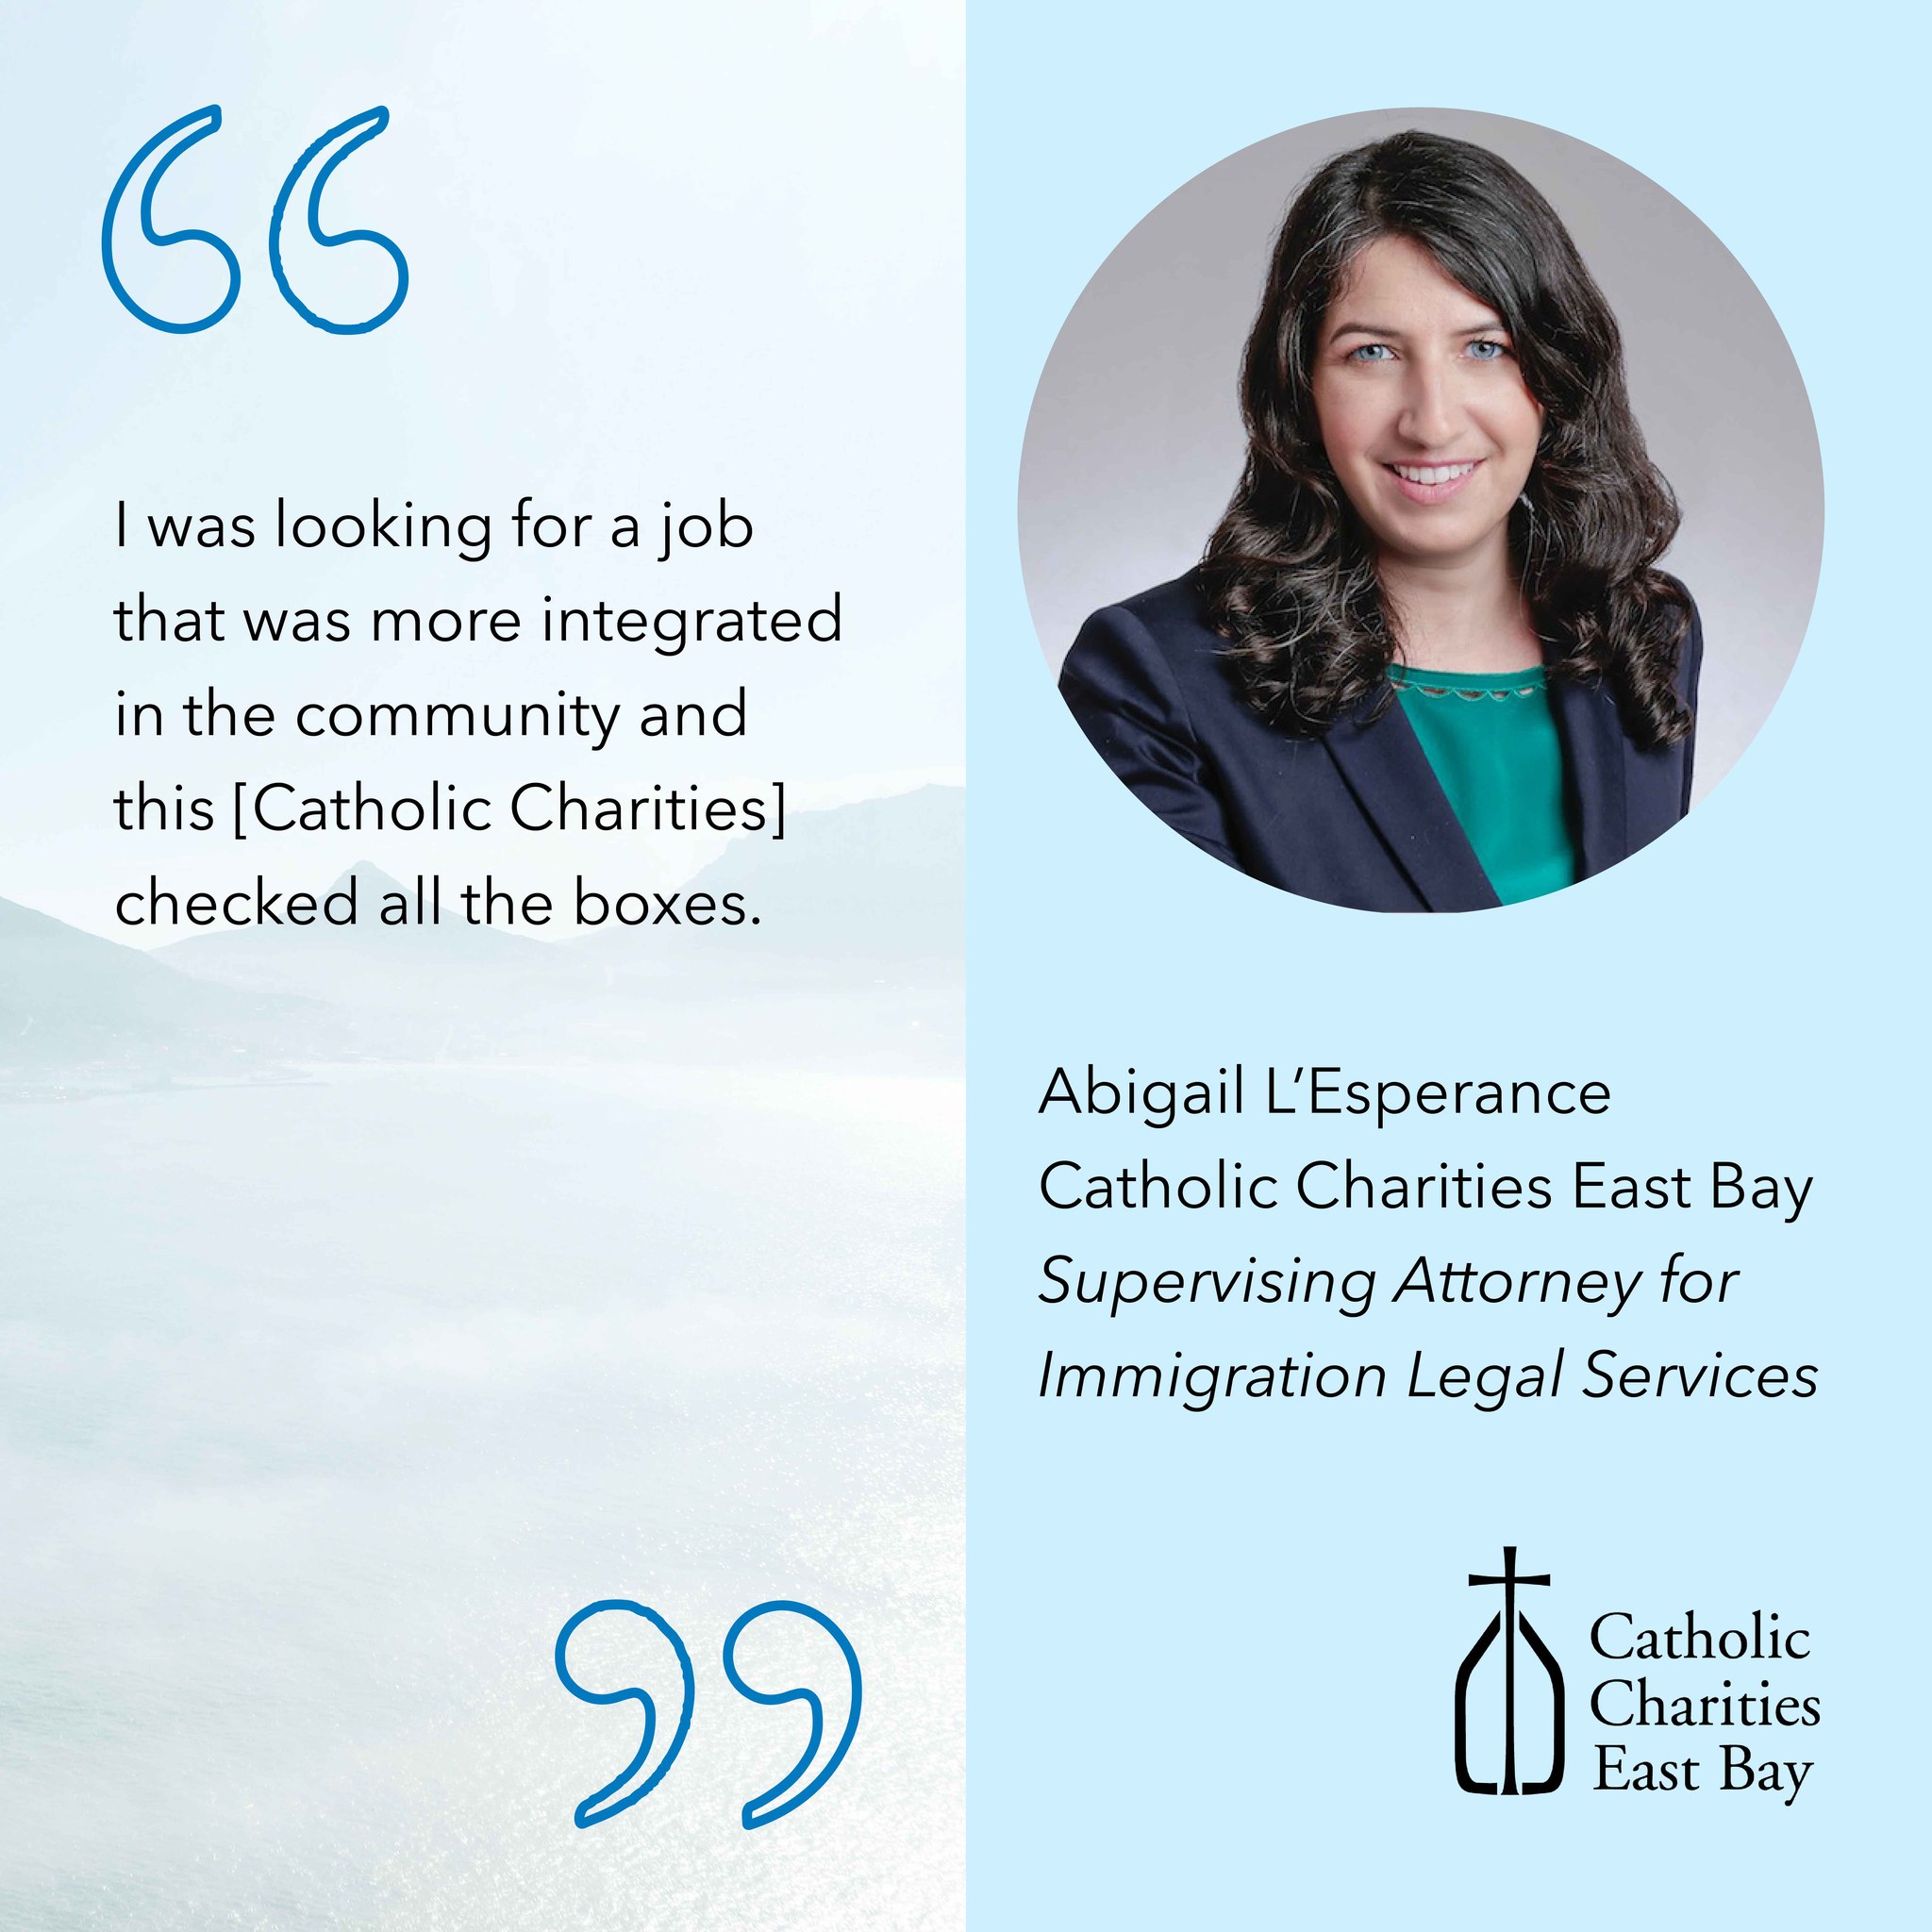 I was looking for a job
that was more integrated
in the community and
this [Catholic Charities]
checked all the boxes.
Abigail L’Esperance
Catholic Charities East Bay
Supervising Attorney for
Immigration Legal Services
Catholic
Charities
East Bay